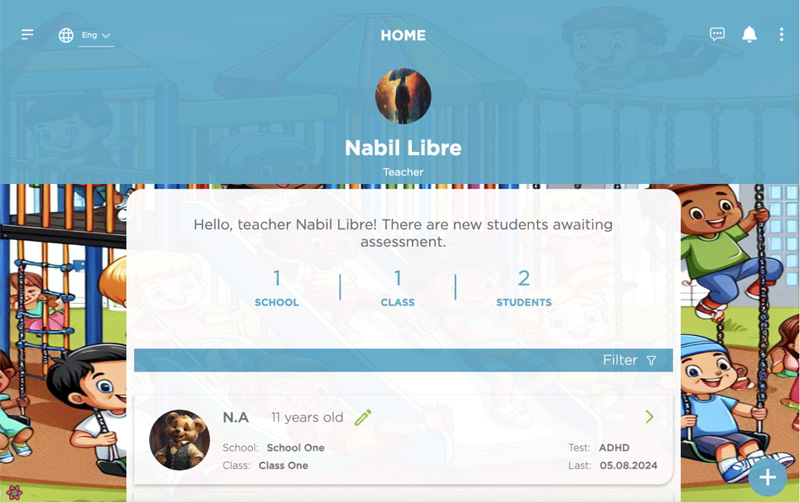 Eng
HOME
Nabil Libre
Teacher
Hello, teacher Nabil Libre! There are new students awaiting
assessment.
1 1 2
SCHOOL CLASS STUDENTS
Filter
N.A 11 years old
School: School One Test: ADHD
Class: Class One Last: 05.08.2024